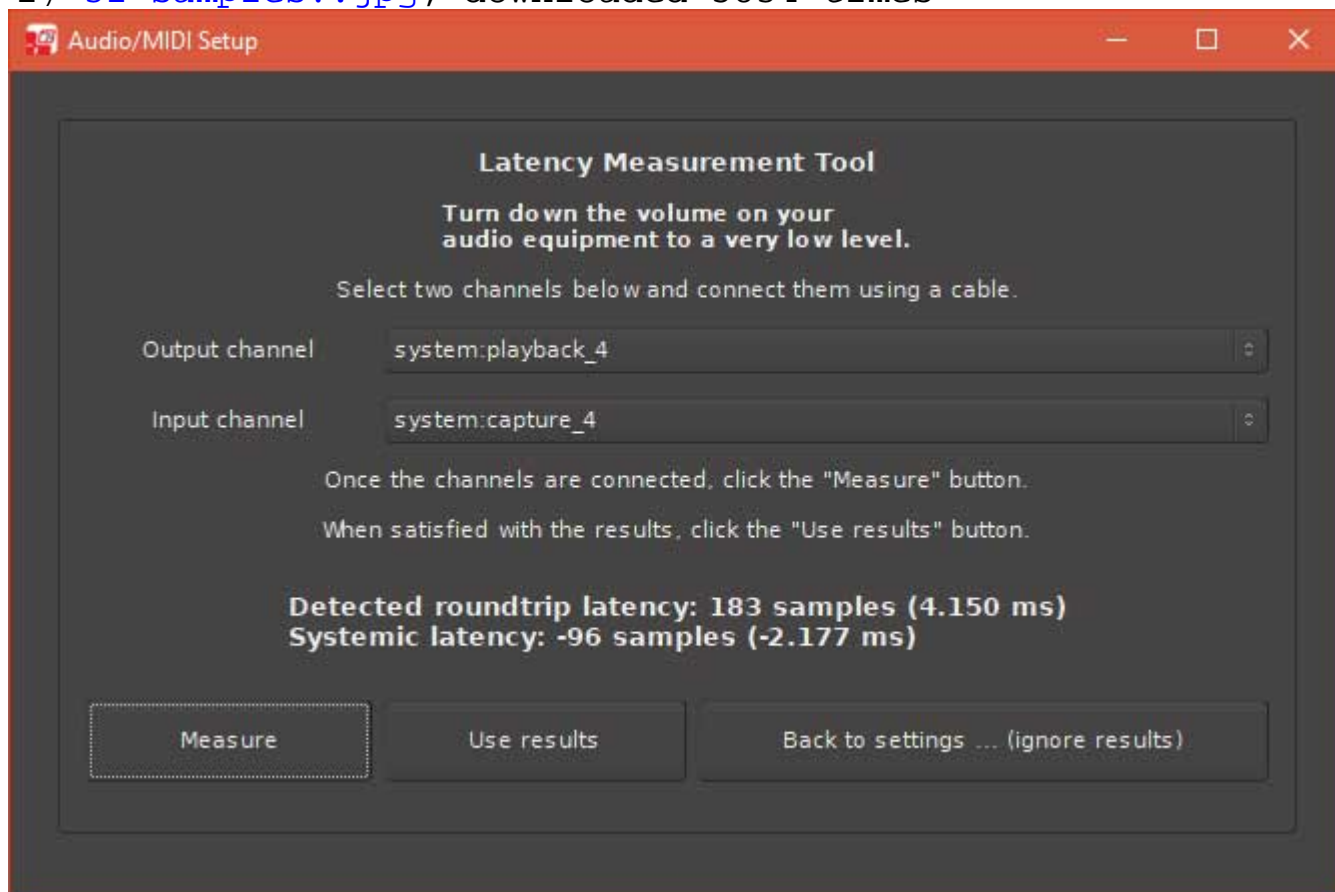 Audio/MIDI Setup
Latency Measurement Tool
Turn down the volume on your
audio equipment to a very low level.
Select two channels below and connect them using a cable.
Output channel system:playback_4
Input channel system:capture_4
Once the channels are connected, click the "Measure" button.
When satisfied with the results, click the "Use results" button.
Detected roundtrip latency: 183 samples (4.150 ms)
Systemic latency: -96 samples (-2.177 ms)
Measure Use results Back to settings ... (ignore results)